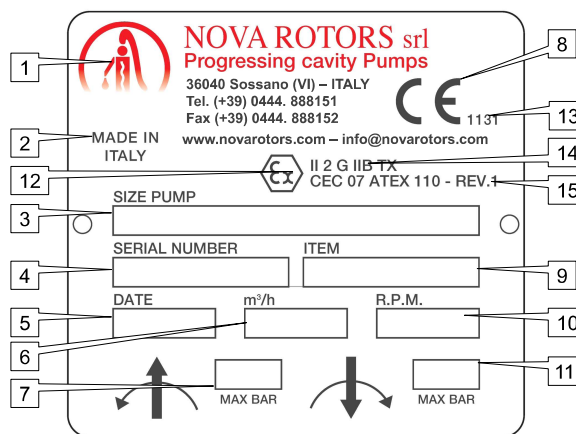 NOVA ROTORS srl
Progressing cavity Pumps
36040 Sossano (VI) – ITALY
Tel. (+39) 0444. 888151
Fax (+39) 0444. 888152
CE
1131
www.novarotors.com – info@novarotors.com
MADE IN
ITALY
II 2 G IIB TX
CEC 07 ATEX 110 - REV.1
εx
SIZE PUMP
SERIAL NUMBER
ITEM
DATE
m³/h
R.P.M.
MAX BAR
MAX BAR
1
2
12
3
4
5
6
7
8
13
14
15
9
10
11